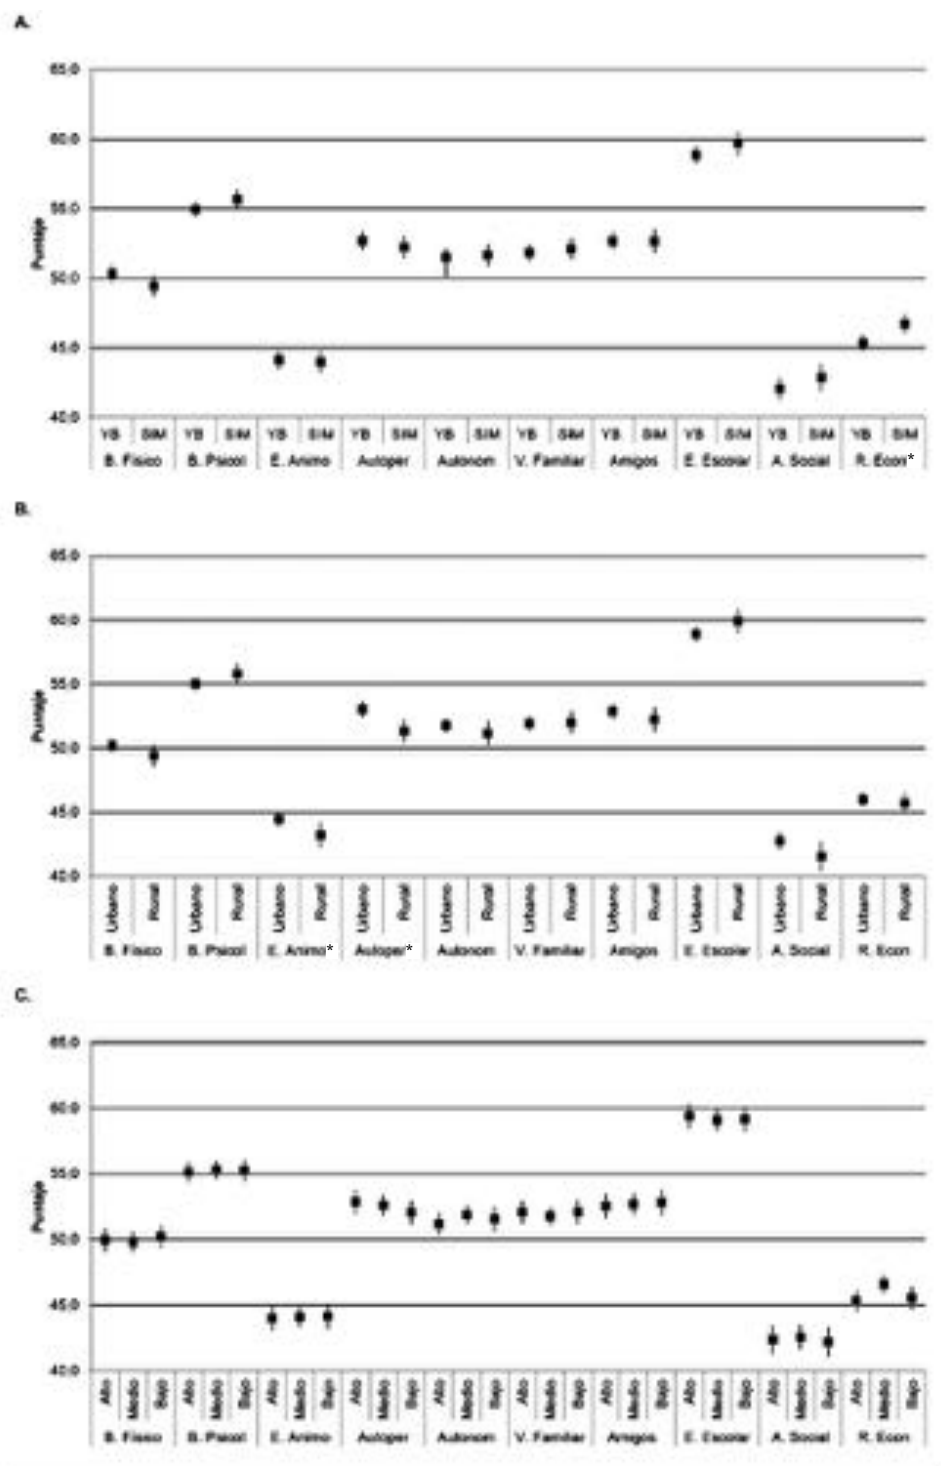 A.
65.0
60.0
55.0
50.0
45.0
40.0
Puntaje
YB SIM YB SIM YB SIM YB SIM YB SIM YB SIM YB SIM YB SIM YB SIM YB SIM
B. Físico B. Psicol E. Animo Autoper Autonom V. Familiar Amigos E. Escolar A. Social R. Econ*
B.
65.0
60.0
55.0
50.0
45.0
40.0
Puntaje
Urbano Rural Urbano Rural Urbano Rural Urbano Rural Urbano Rural Urbano Rural Urbano Rural Urbano Rural Urbano Rural Urbano Rural
B. Físico B. Psicol E. Animo* Autoper* Autonom V. Familiar Amigos E. Escolar A. Social R. Econ
C.
65.0
60.0
55.0
50.0
45.0
40.0
Puntaje
Alto Medio Bajo Alto Medio Bajo Alto Medio Bajo Alto Medio Bajo Alto Medio Bajo Alto Medio Bajo Alto Medio Bajo Alto Medio Bajo Alto Medio Bajo Alto Medio Bajo
B. Físico B. Psicol E. Animo Autoper Autonom V. Familiar Amigos E. Escolar A. Social R. Econ